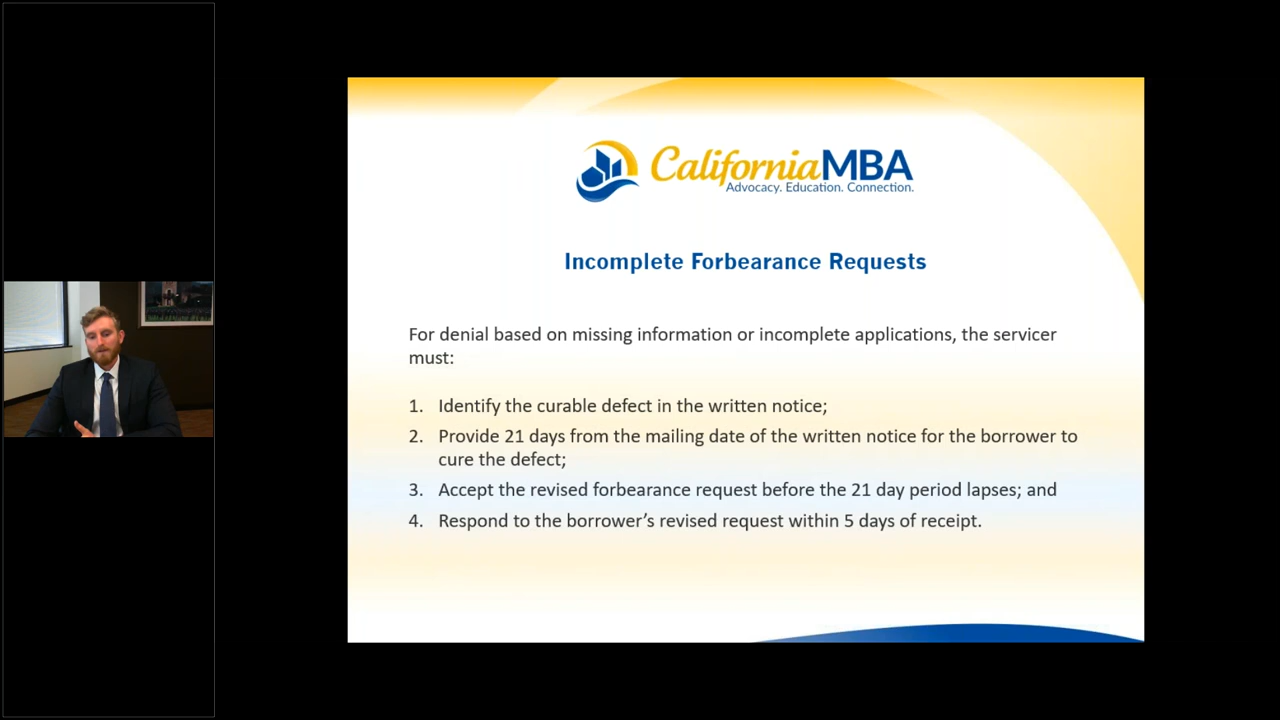 CaliforniaMBA
Advocacy. Education. Connection.
Incomplete Forbearance Requests
For denial based on missing information or incomplete applications, the servicer
must:
1. Identify the curable defect in the written notice;
2. Provide 21 days from the mailing date of the written notice for the borrower to
cure the defect;
3. Accept the revised forbearance request before the 21 day period lapses; and
4. Respond to the borrower’s revised request within 5 days of receipt.